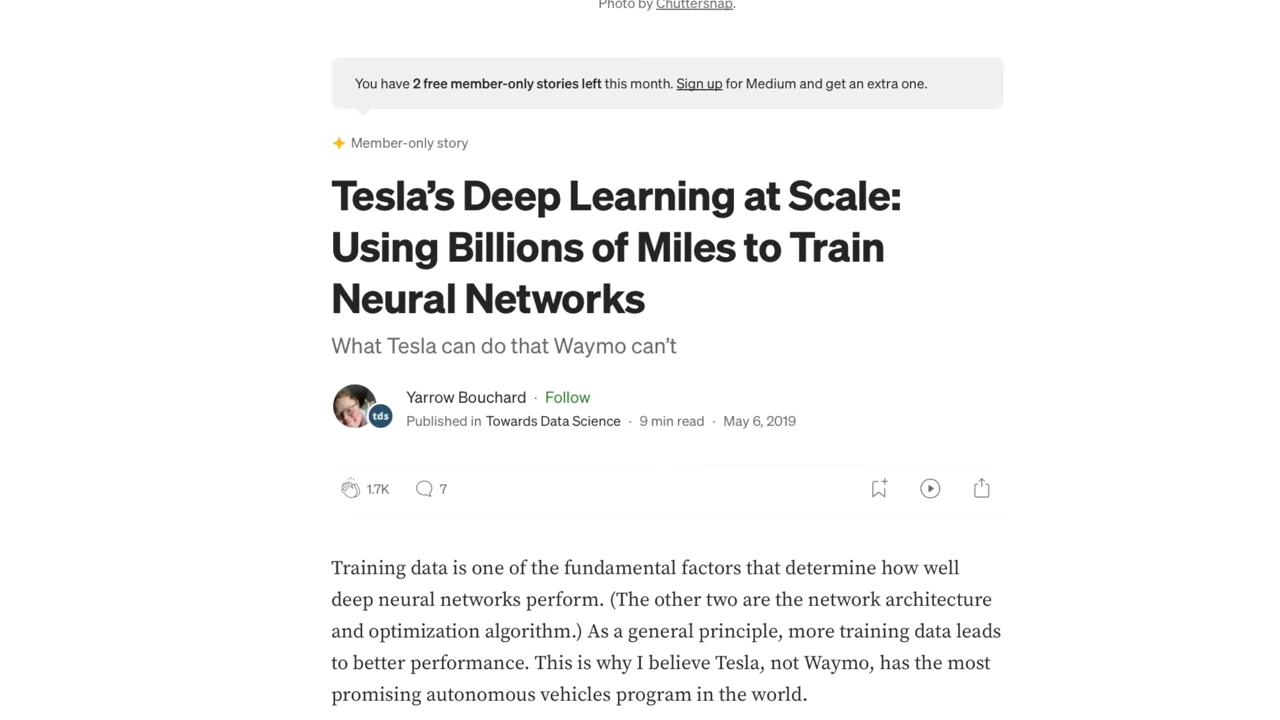 Photo by Chuttersnap.
You have 2 free member-only stories left this month. Sign up for Medium and get an extra one.
Member-only story
Tesla’s Deep Learning at Scale:
Using Billions of Miles to Train
Neural Networks
What Tesla can do that Waymo can’t
Yarrow Bouchard · Follow
tds
Published in Towards Data Science · 9 min read · May 6, 2019
1.7K 7
Training data is one of the fundamental factors that determine how well
deep neural networks perform. (The other two are the network architecture
and optimization algorithm.) As a general principle, more training data leads
to better performance. This is why I believe Tesla, not Waymo, has the most
promising autonomous vehicles program in the world.